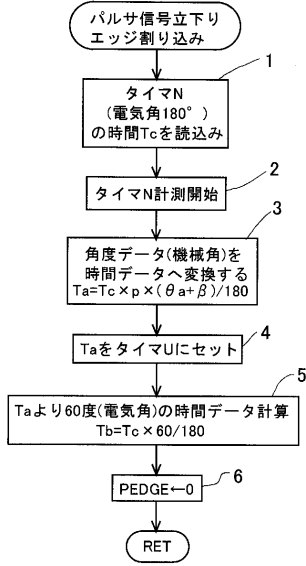 パルサ信号立下り
エッジ割り込み
1
タイマN
(電気角180°)
の時間Tcを読込み
2
タイマN計測開始
3
角度データ(機械角)を
時間データへ変換する
Ta=Tc×p×(θa+β)/180
4
TaをタイマUにセット
5
Taより60度(電気角)の時間データ計算
Tb=Tc×60/180
6
PEDGE←0
RET